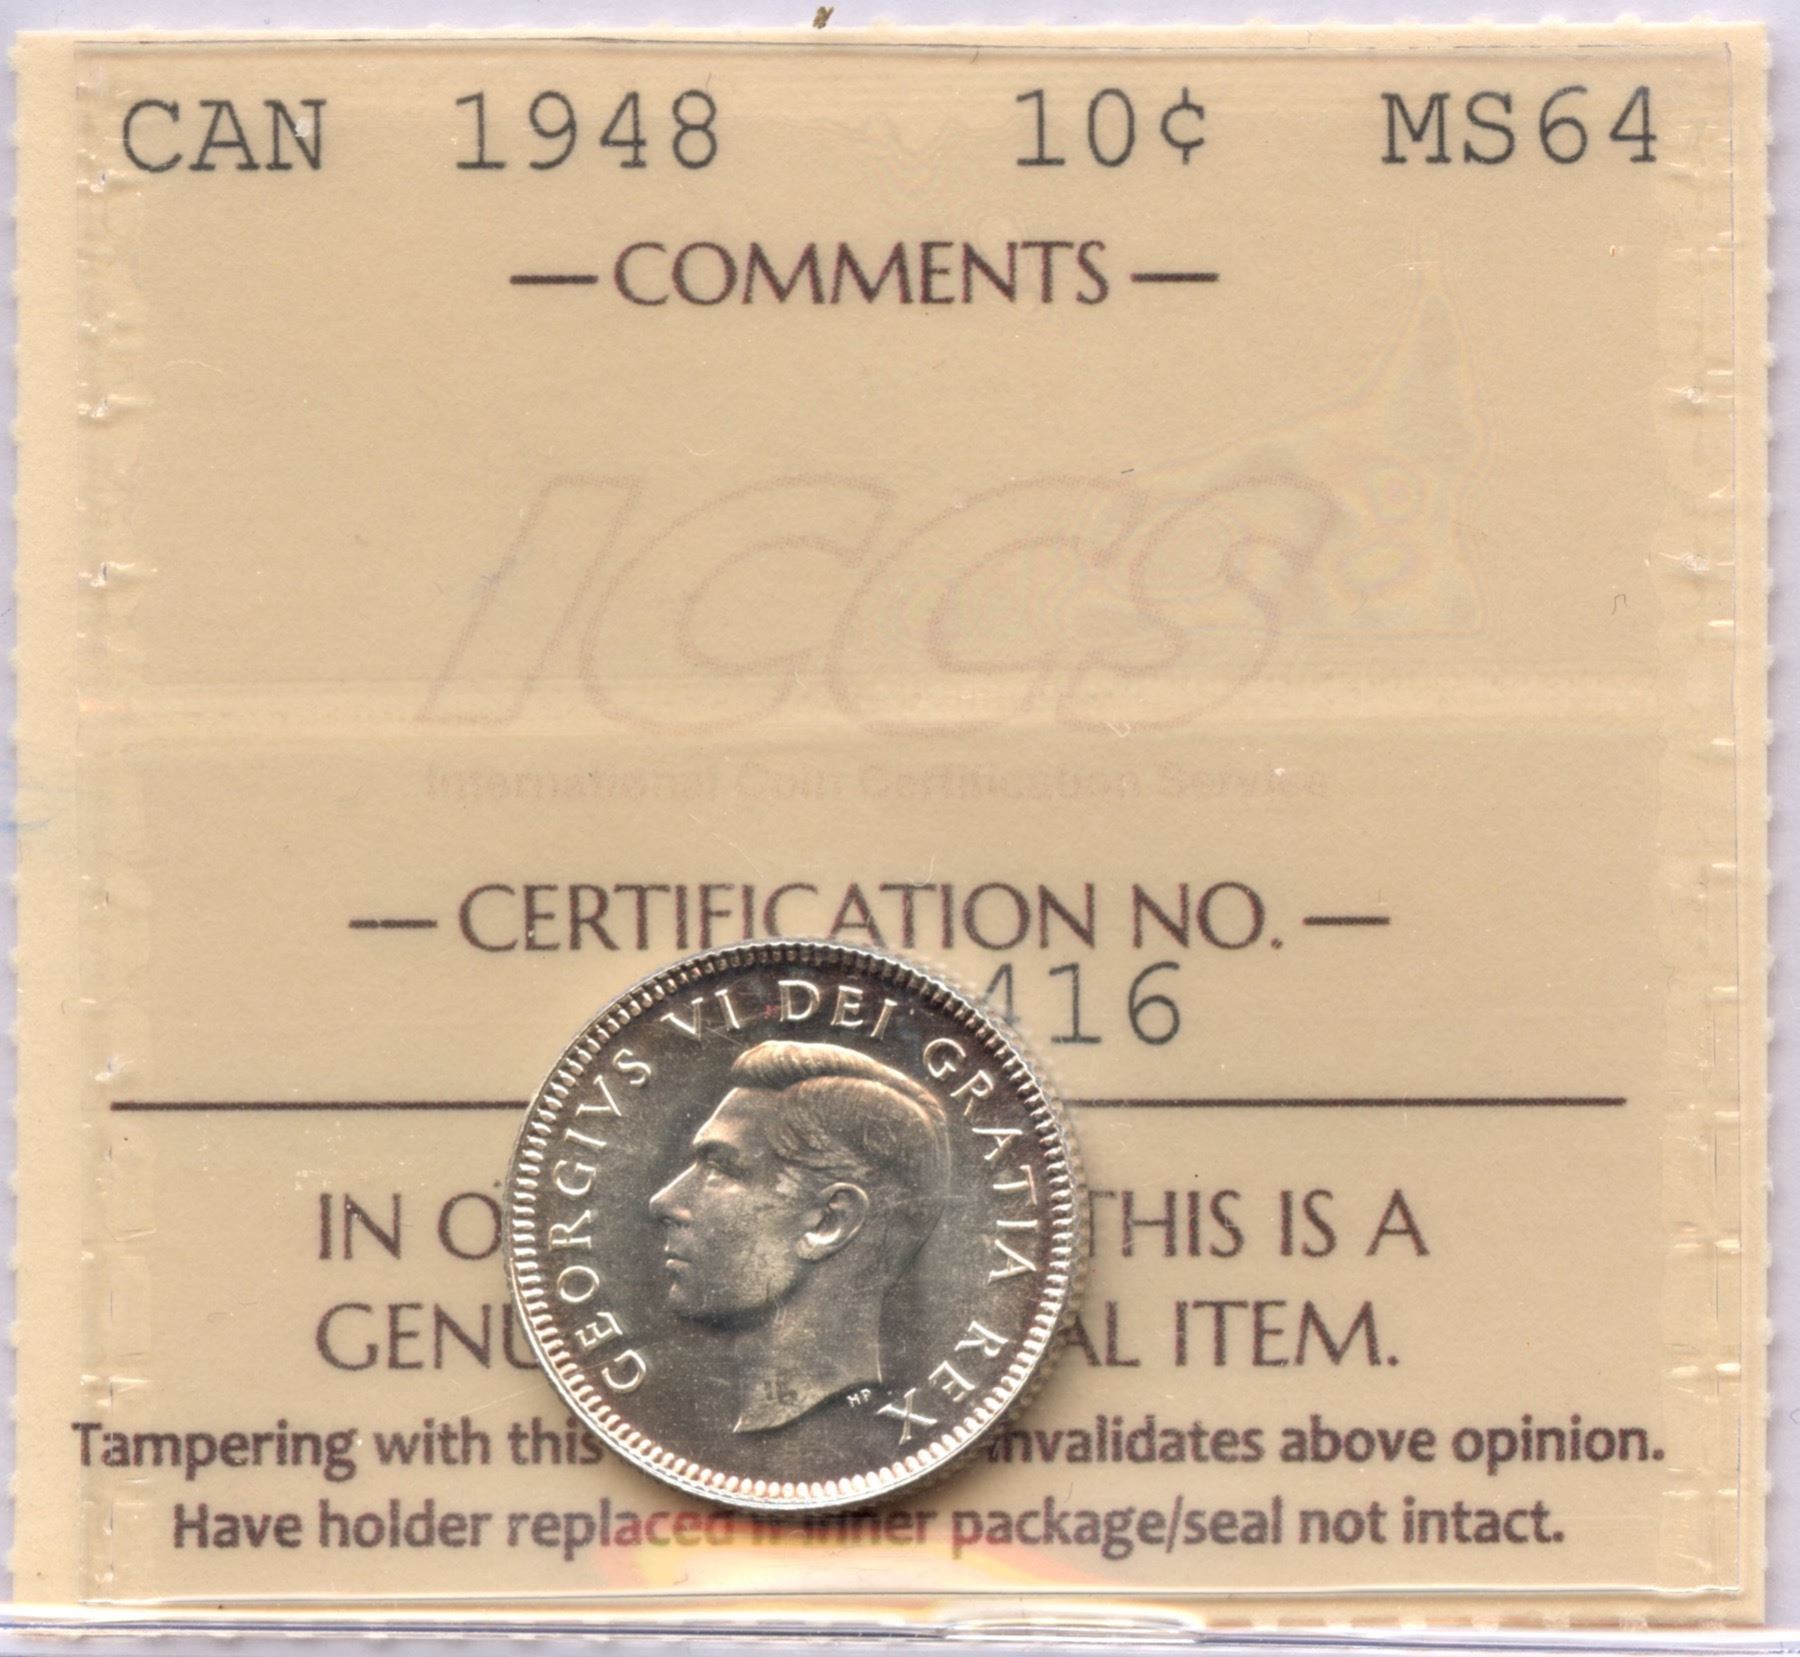 CAN 1948 10¢ MS64
— COMMENTS —
ICCS
International Coin Certification Service
— CERTIFICATION NO. —
416
GEORGIVS VI DEI GRATIA REX
HP
IN O THIS IS A
GENU AL ITEM.
Tampering with this invalidates above opinion.
Have holder replaced if inner package/seal not intact.